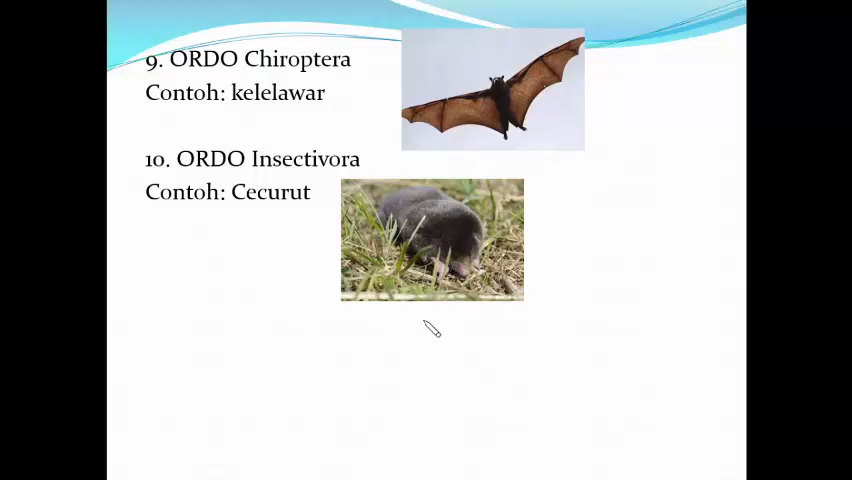 9. ORDO Chiroptera
Contoh: kelelawar
10. ORDO Insectivora
Contoh: Cecurut